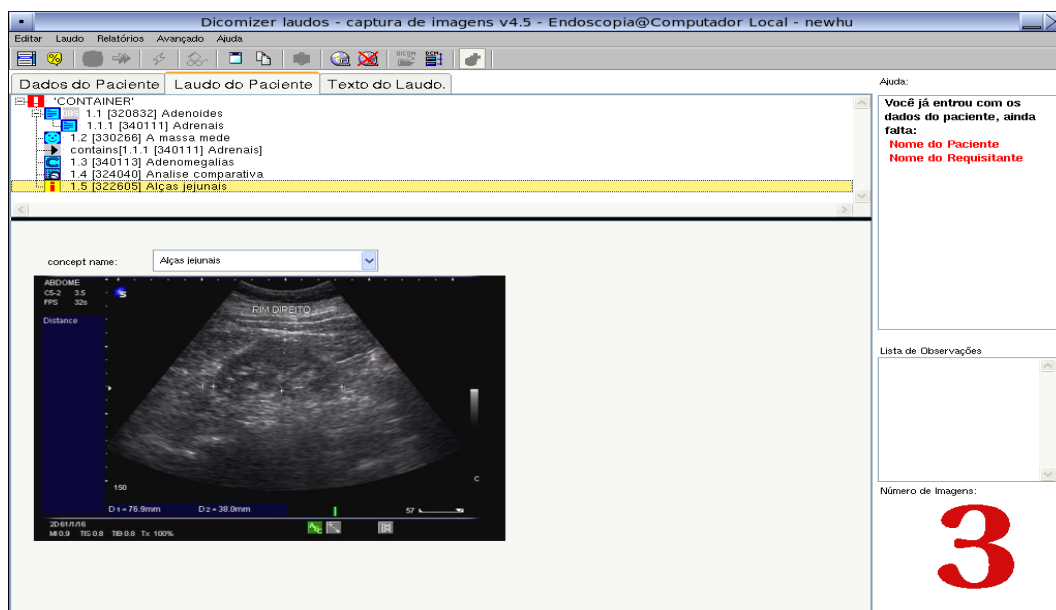 Dicomizer laudos - captura de imagens v4.5 - Endoscopia@Computador Local - newhu
Editar Laudo Relatórios Avançado Ajuda
Dados do Paciente Laudo do Paciente Texto do Laudo.
'CONTAINER'
1.1 [320832] Adenoides
1.1.1 [340111] Adrenais
1.2 [330266] A massa mede
contains[1.1.1 [340111] Adrenais]
1.3 [340113] Adenomegalias
1.4 [324040] Analise comparativa
1.5 [322605] Alças jejunais
concept name: Alças jejunais
ABDOME
C5-2 3.5
FPS 32s
Distance
RIM DIREITO
150
C
D1 = 76.9mm D2 = 38.0mm 57
2D 61/1/16
MI 0.9 TIS 0.8 TIB 0.8 Tx 100%
Ajuda:
Você já entrou com os
dados do paciente, ainda
falta:
Nome do Paciente
Nome do Requisitante
Lista de Observações
Número de Imagens:
3